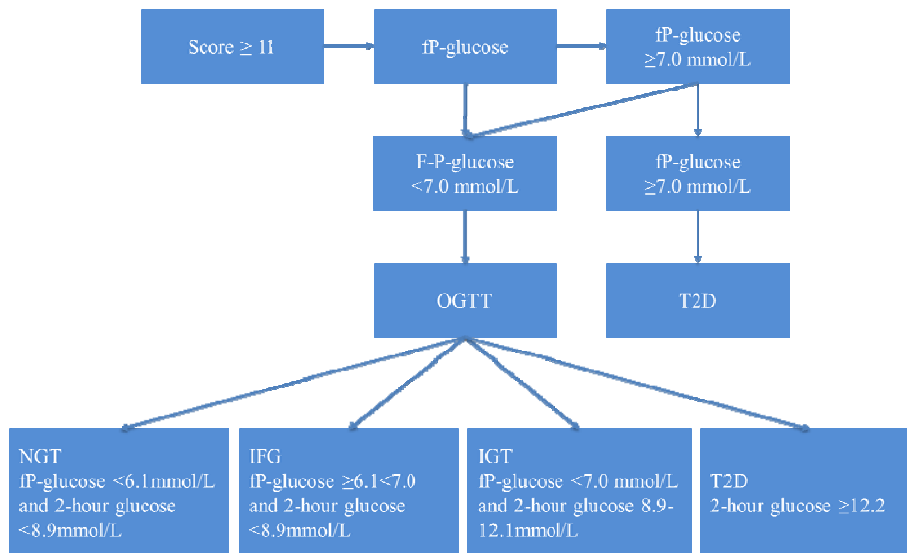 Score ≥ 11
fP-glucose
fP-glucose
≥7.0 mmol/L
F-P-glucose
<7.0 mmol/L
fP-glucose
≥7.0 mmol/L
OGTT
T2D
NGT
fP-glucose <6.1mmol/L
and 2-hour glucose
<8.9mmol/L
IFG
fP-glucose ≥6.1<7.0
and 2-hour glucose
<8.9mmol/L
IGT
fP-glucose <7.0 mmol/L
and 2-hour glucose 8.9-
12.1mmol/L
T2D
2-hour glucose ≥12.2